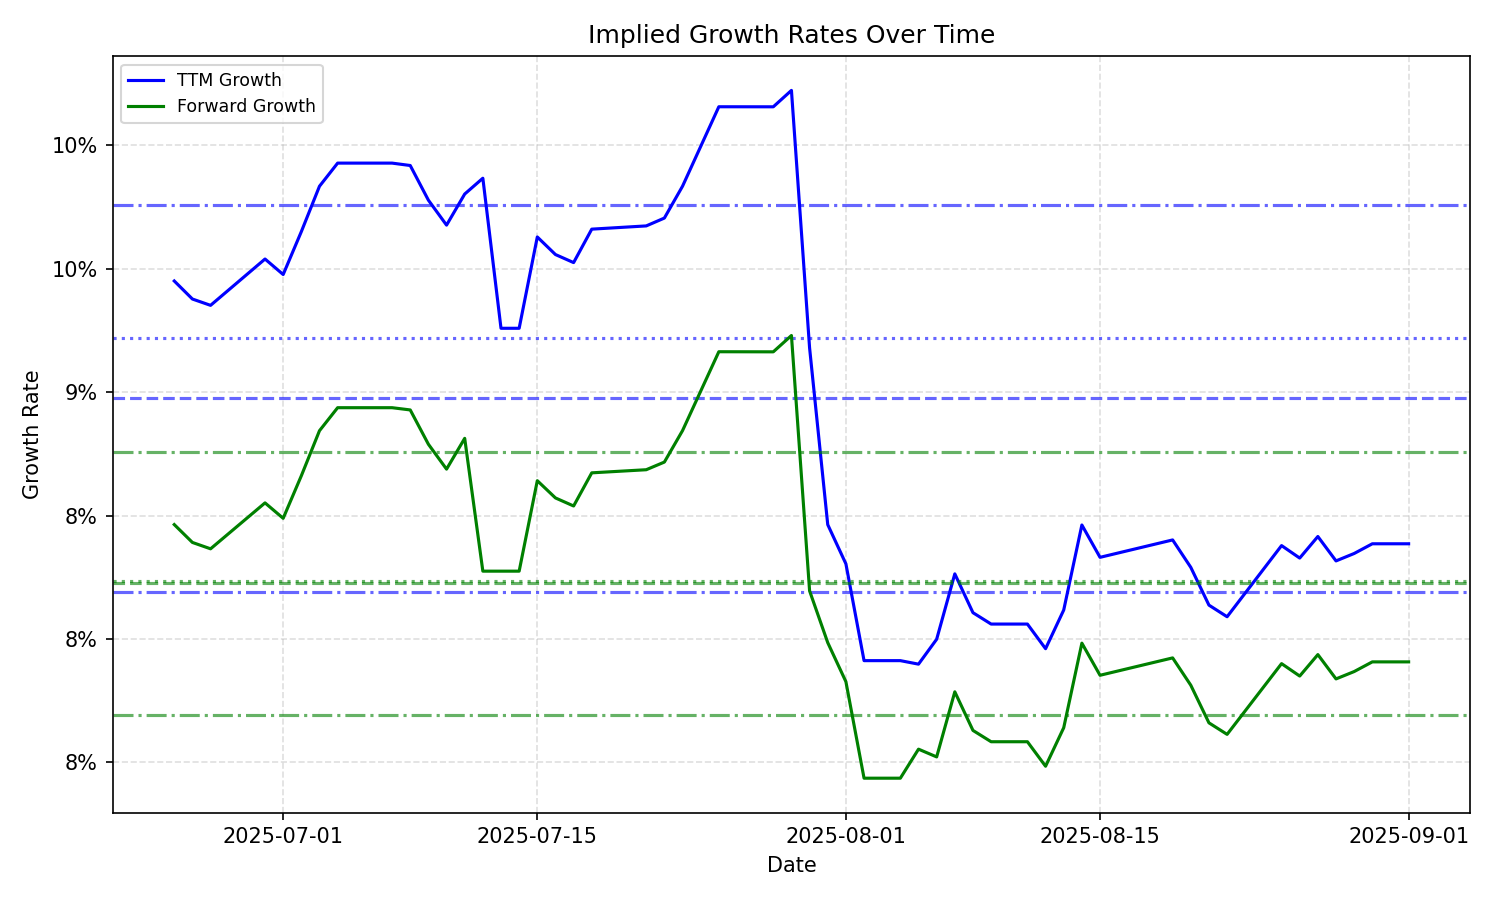 Implied Growth Rates Over Time
TTM Growth
Forward Growth
10%
10%
9%
8%
8%
8%
Growth Rate
2025-07-01
2025-07-15
2025-08-01
2025-08-15
2025-09-01
Date